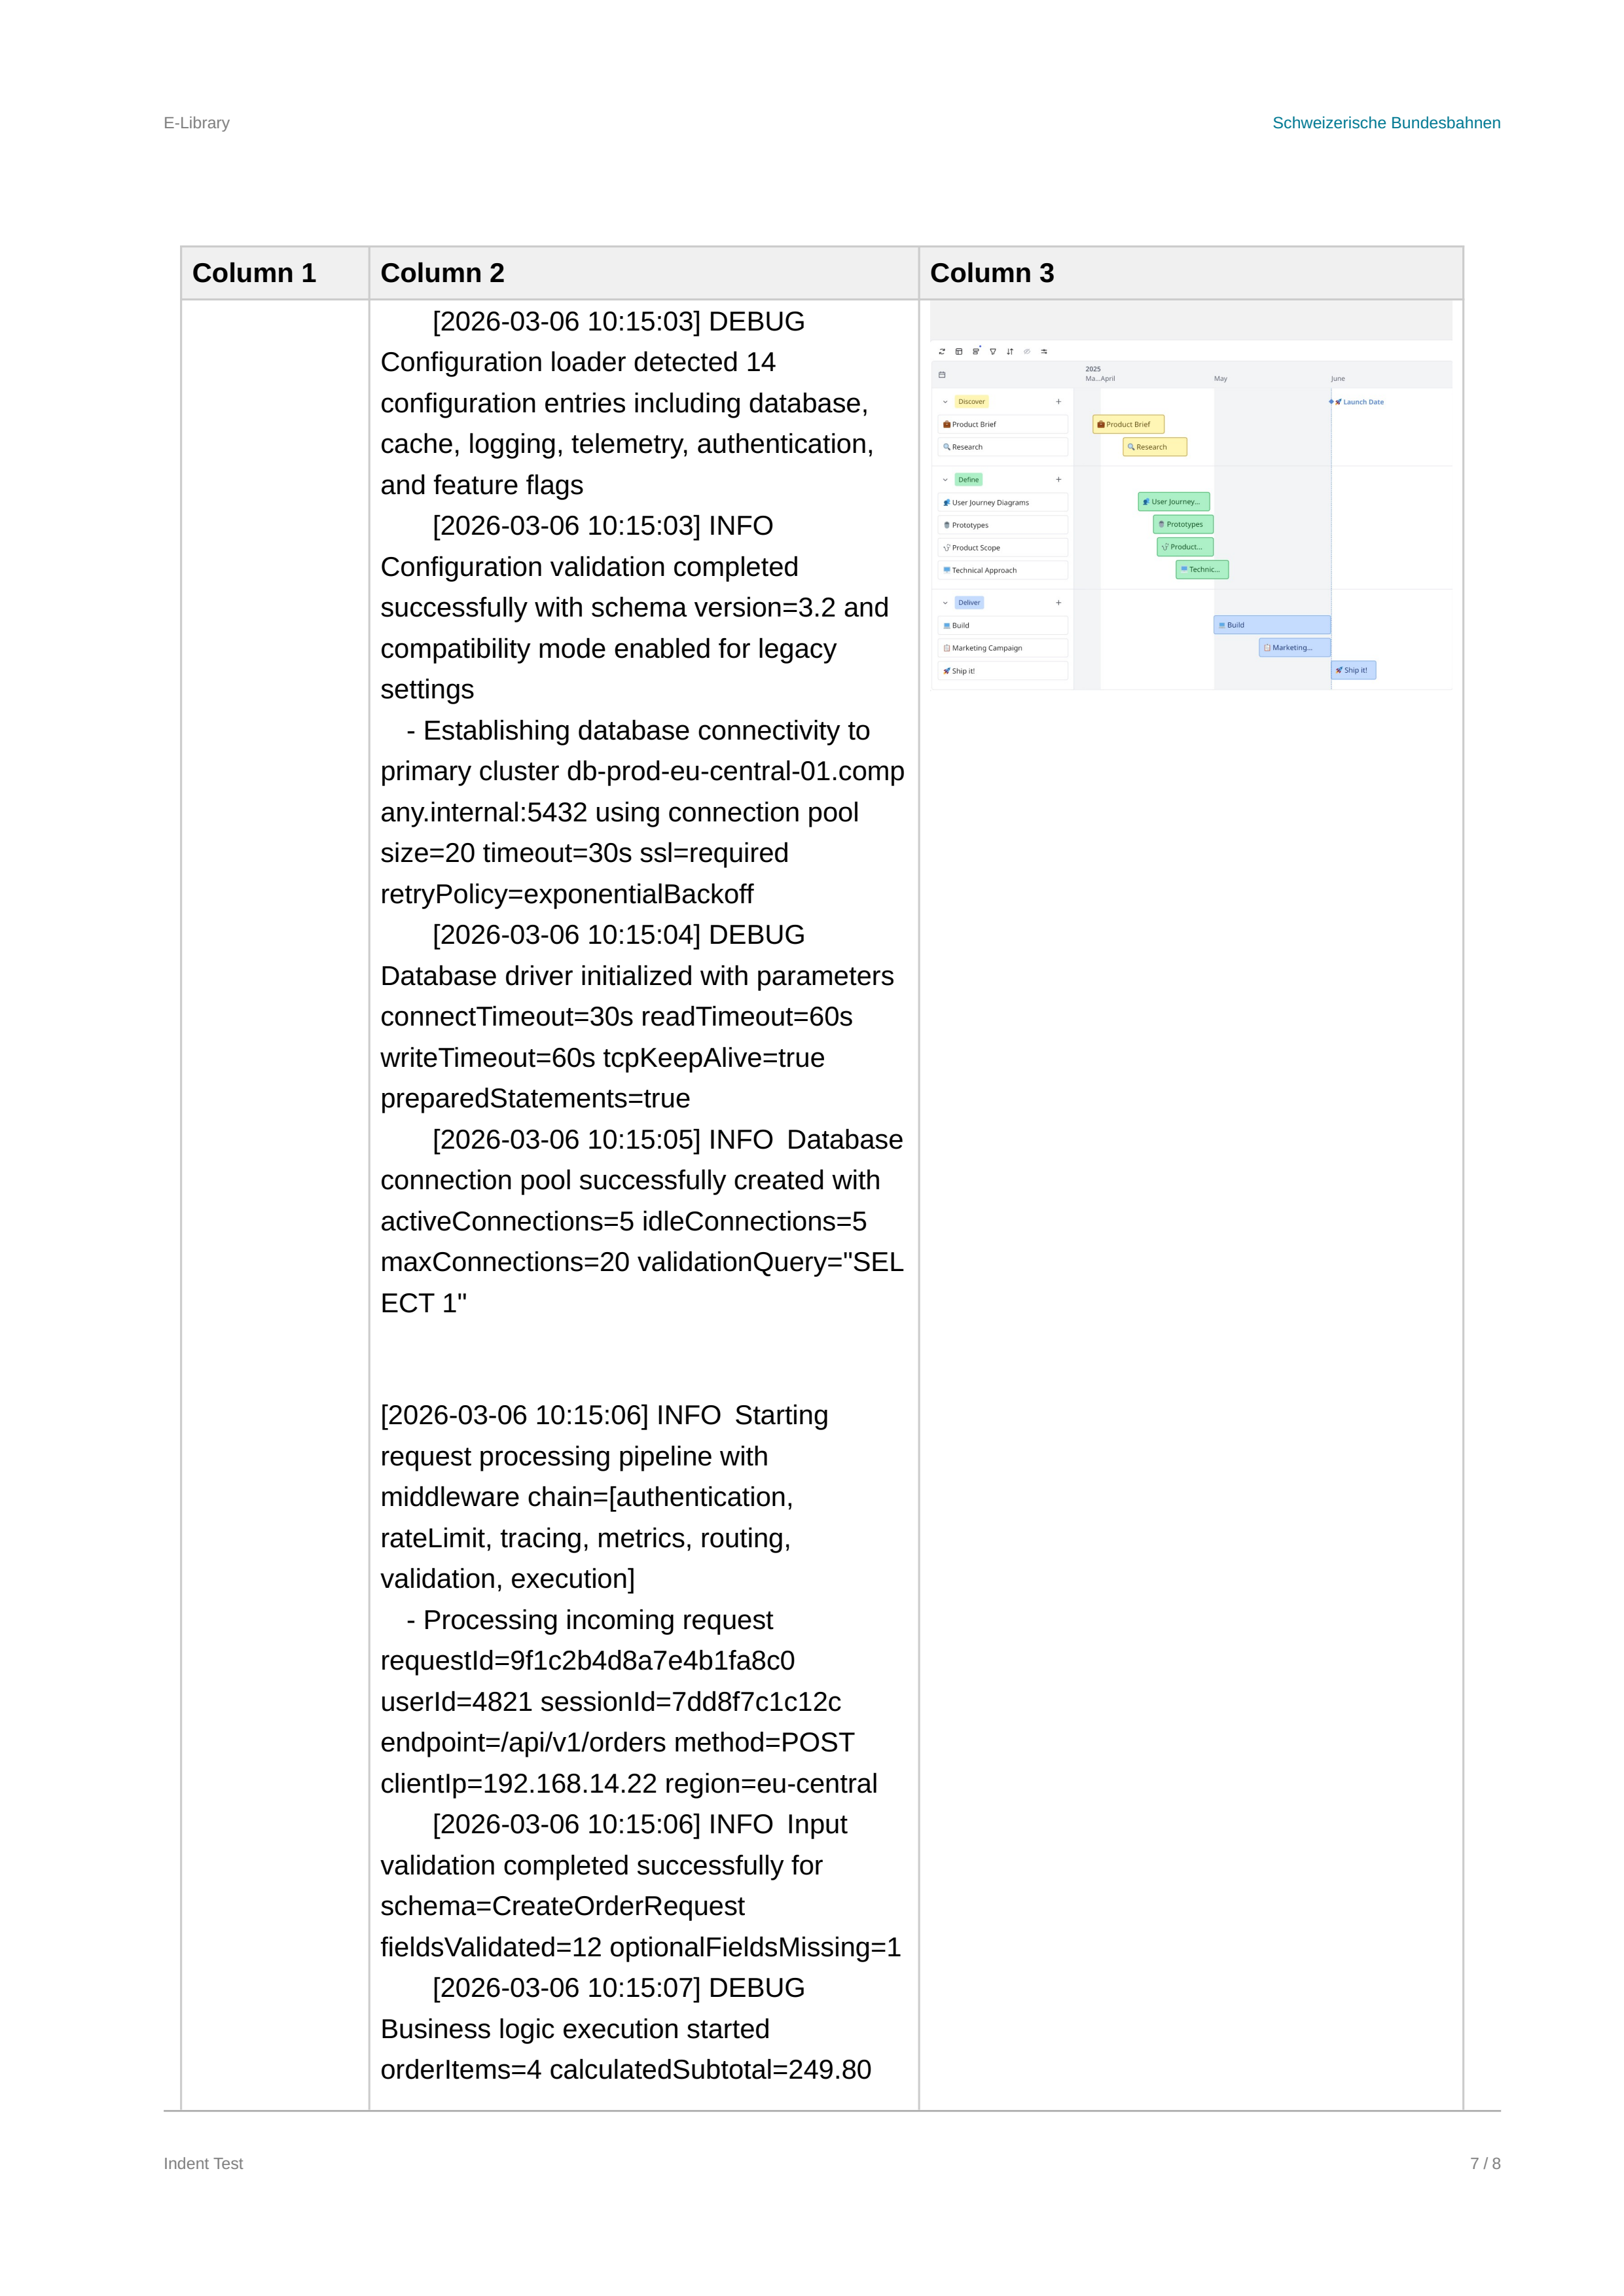 E-Library
Schweizerische Bundesbahnen
Column 1
Column 2
Column 3
[2026-03-06 10:15:03] DEBUG
Configuration loader detected 14
configuration entries including database,
cache, logging, telemetry, authentication,
and feature flags
[2026-03-06 10:15:03] INFO
Configuration validation completed
successfully with schema version=3.2 and
compatibility mode enabled for legacy
settings
- Establishing database connectivity to
primary cluster db-prod-eu-central-01.comp
any.internal:5432 using connection pool
size=20 timeout=30s ssl=required
retryPolicy=exponentialBackoff
[2026-03-06 10:15:04] DEBUG
Database driver initialized with parameters
connectTimeout=30s readTimeout=60s
writeTimeout=60s tcpKeepAlive=true
preparedStatements=true
[2026-03-06 10:15:05] INFO  Database
connection pool successfully created with
activeConnections=5 idleConnections=5
maxConnections=20 validationQuery="SEL
ECT 1"
[2026-03-06 10:15:06] INFO  Starting
request processing pipeline with
middleware chain=[authentication,
rateLimit, tracing, metrics, routing,
validation, execution]
- Processing incoming request
requestId=9f1c2b4d8a7e4b1fa8c0
userId=4821 sessionId=7dd8f7c1c12c
endpoint=/api/v1/orders method=POST
clientIp=192.168.14.22 region=eu-central
[2026-03-06 10:15:06] INFO  Input
validation completed successfully for
schema=CreateOrderRequest
fieldsValidated=12 optionalFieldsMissing=1
[2026-03-06 10:15:07] DEBUG
Business logic execution started
orderItems=4 calculatedSubtotal=249.80
2025
Ma...April
May
June
Discover
Launch Date
Product Brief
Product Brief
Research
Research
Define
User Journey Diagrams
User Journey...
Prototypes
Prototypes
Product Scope
Product...
Technical Approach
Technic...
Deliver
Build
Build
Marketing Campaign
Marketing...
Ship it!
Ship it!
Indent Test
7 / 8